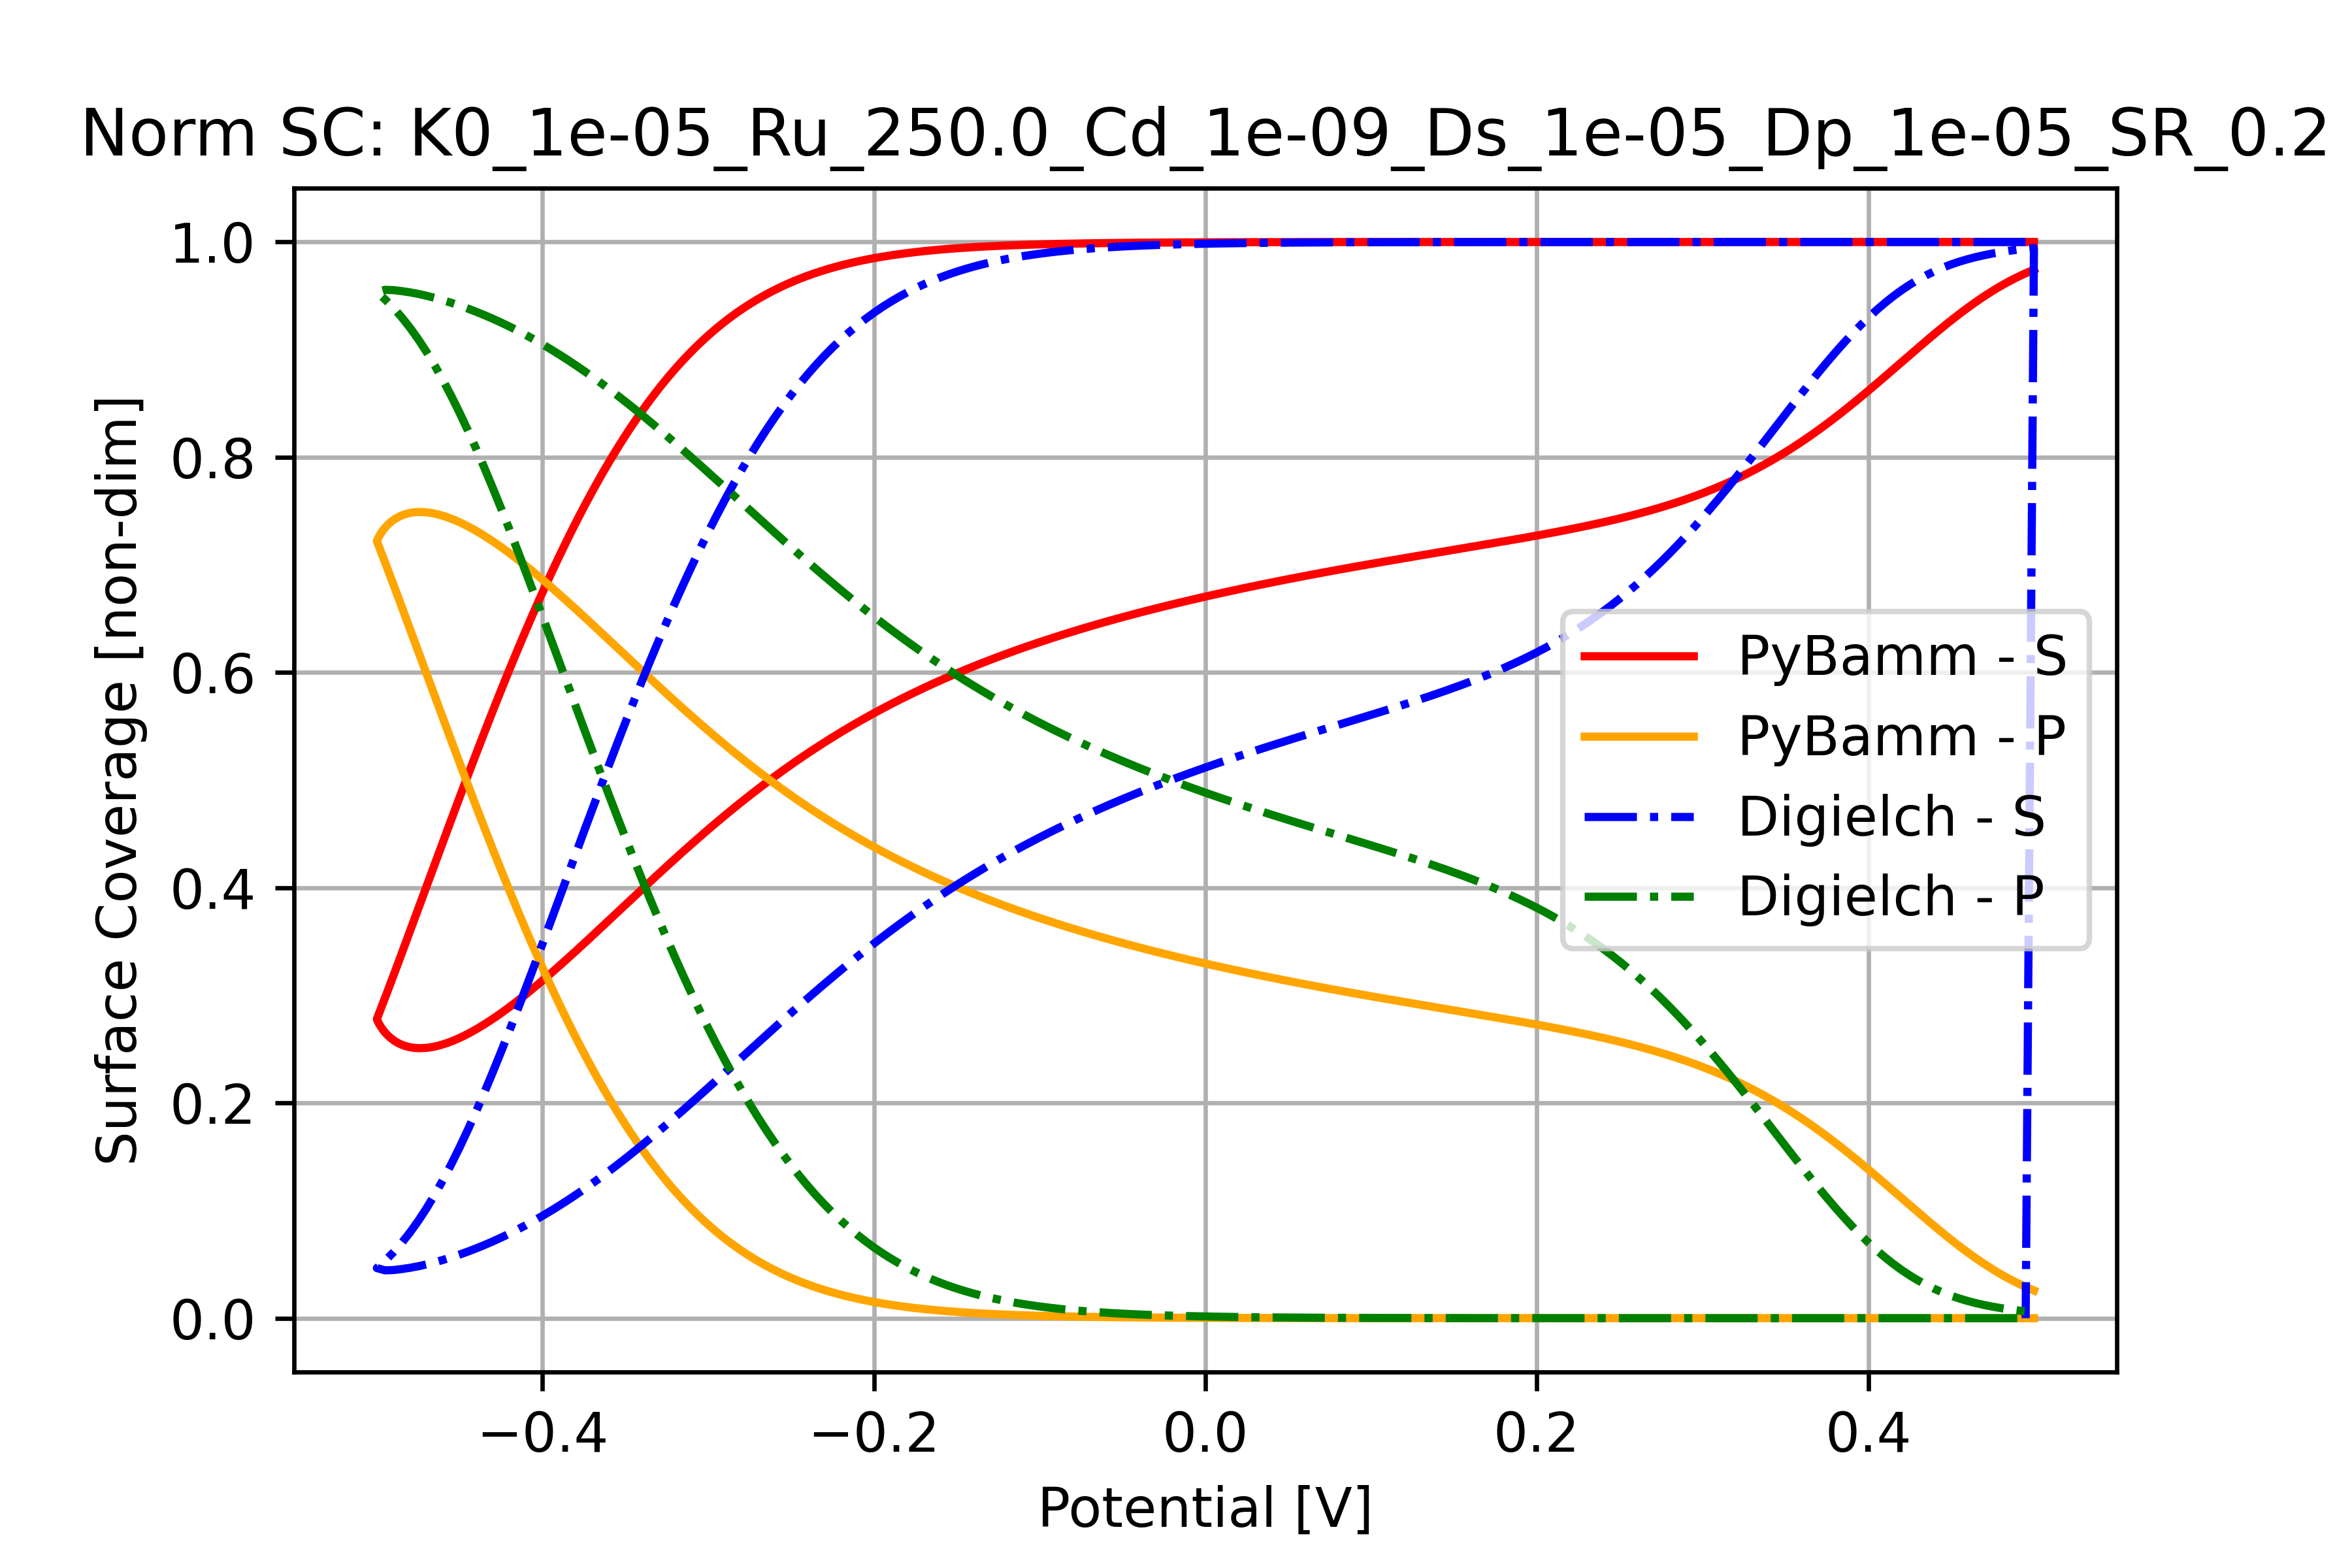 Norm SC: K0_1e-05_Ru_250.0_Cd_1e-09_Ds_1e-05_Dp_1e-05_SR_0.2
Surface Coverage [non-dim]
1.0
0.8
0.6
0.4
0.2
0.0
PyBamm - S
PyBamm - P
Digielch - S
Digielch - P
−0.4 −0.2 0.0 0.2 0.4
Potential [V]